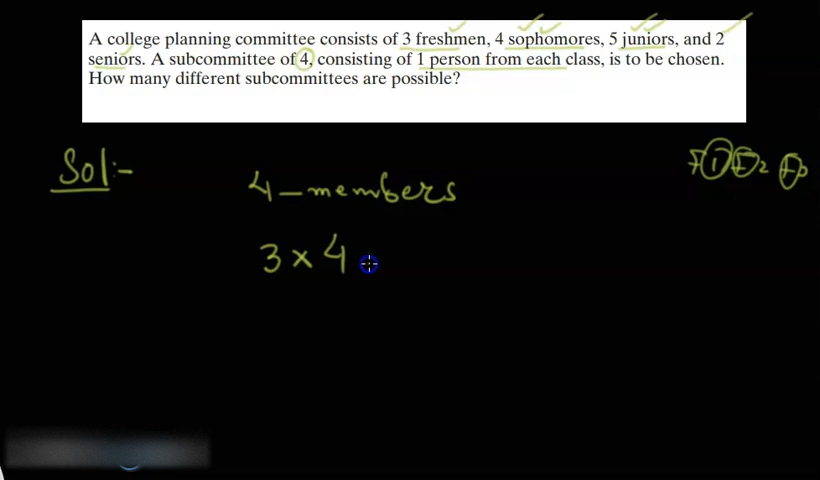 A college planning committee consists of 3 freshmen, 4 sophomores, 5 juniors, and 2
seniors. A subcommittee of 4, consisting of 1 person from each class, is to be chosen.
How many different subcommittees are possible?
Sol:-
4-members
3 x 4